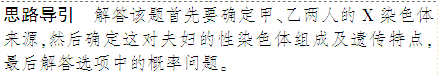 思路导引 解答该题首先要确定甲、乙两人的 X 染色体
来源,然后确定这对夫妇的性染色体组成及遗传特点,
最后解答选项中的概率问题。